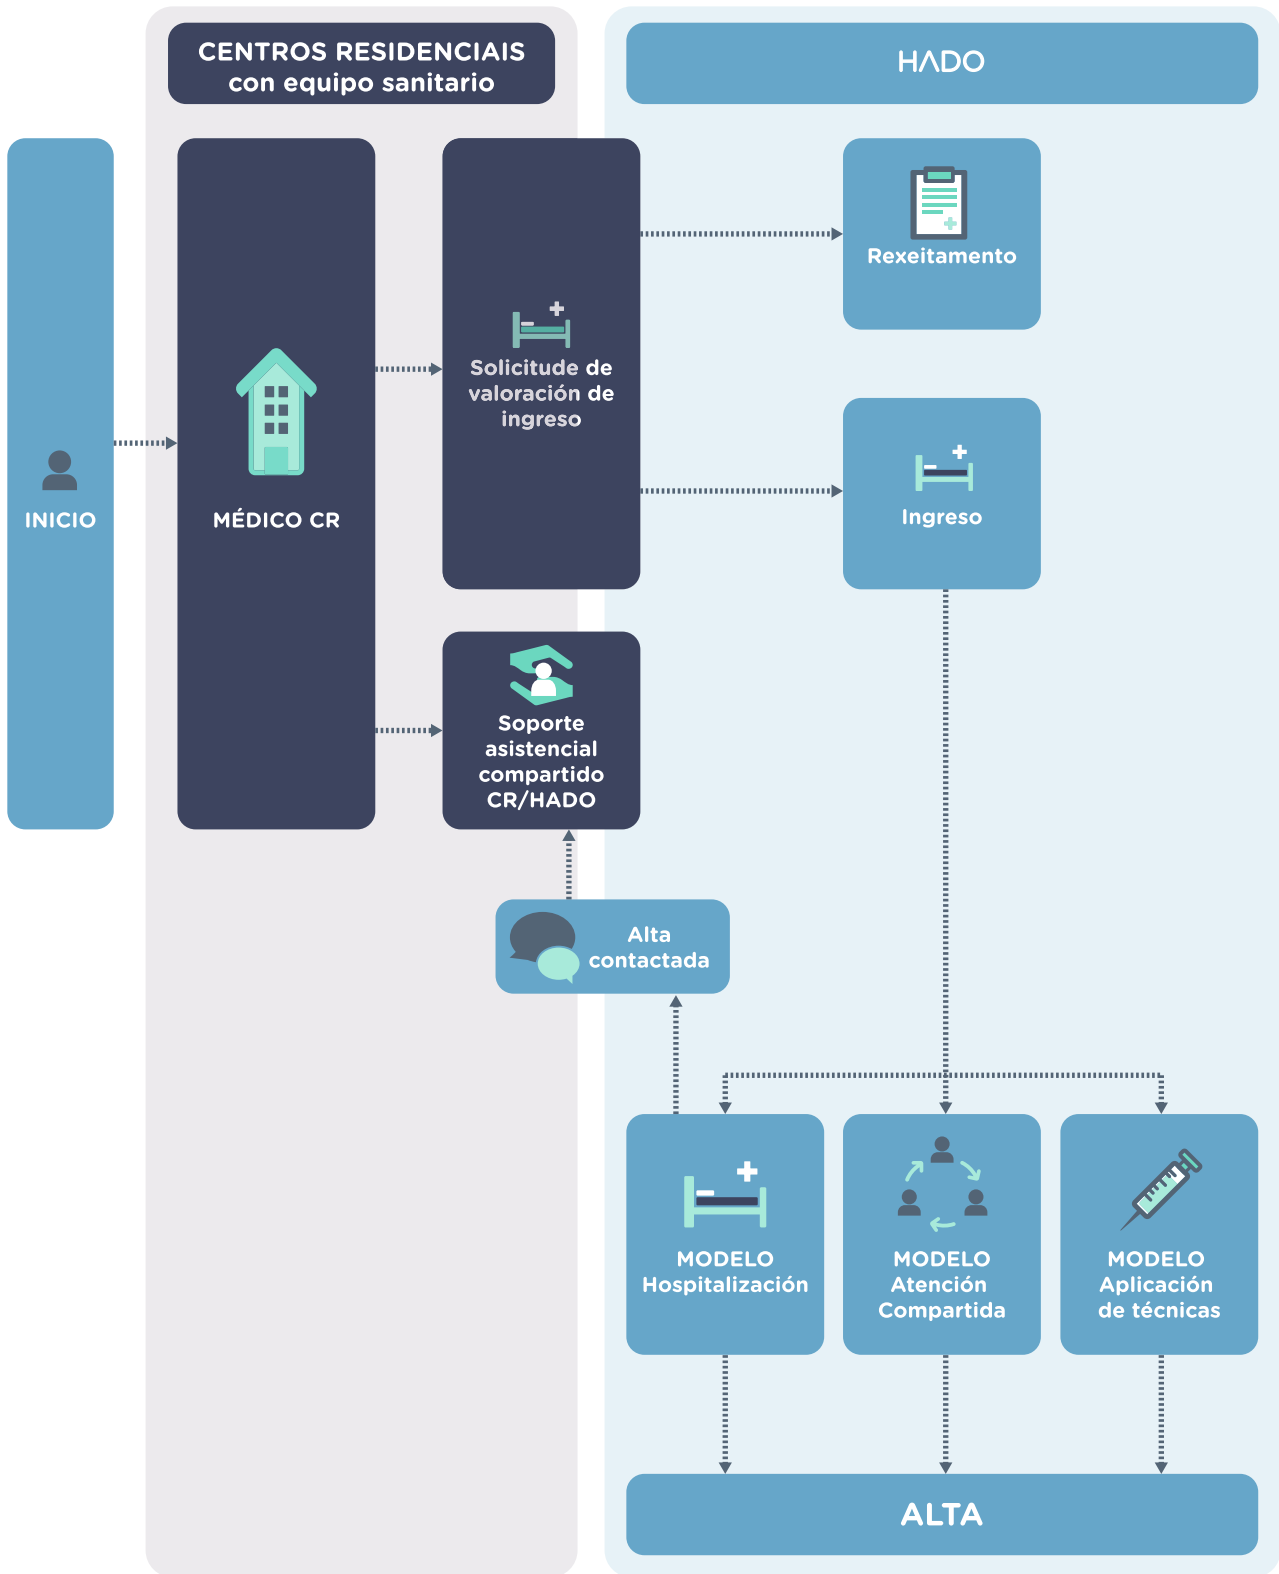 CENTROS RESIDENCIAIS
con equipo sanitario
HADO
INICIO
MÉDICO CR
Solicitude de
valoración de
ingreso
Rexeitamento
Ingreso
Soporte
asistencial
compartido
CR/HADO
Alta
contactada
MODELO
Hospitalización
MODELO
Atención
Compartida
MODELO
Aplicación
de técnicas
ALTA